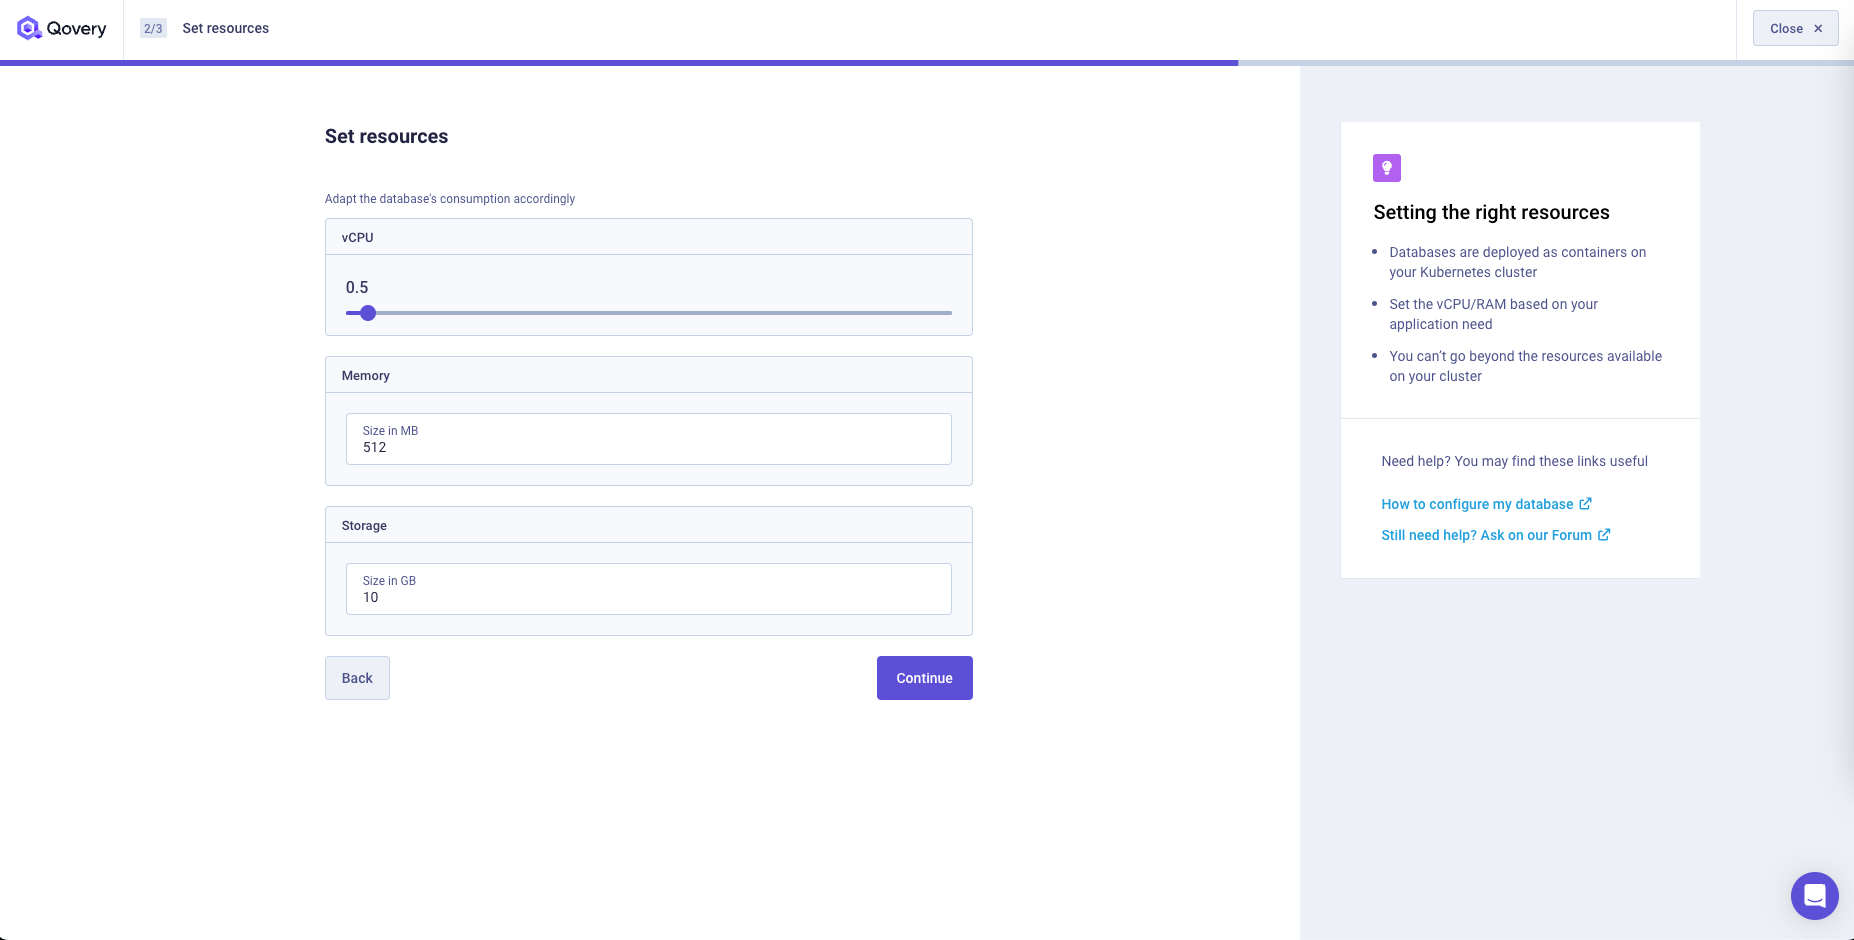 Qovery
2/3
Set resources
Close
Set resources
Adapt the database's consumption accordingly
vCPU
0.5
Memory
Size in MB
512
Storage
Size in GB
10
Back
Continue
Setting the right resources
Databases are deployed as containers on
your Kubernetes cluster
Set the vCPU/RAM based on your
application need
You can’t go beyond the resources available
on your cluster
Need help? You may find these links useful
How to configure my database
Still need help? Ask on our Forum